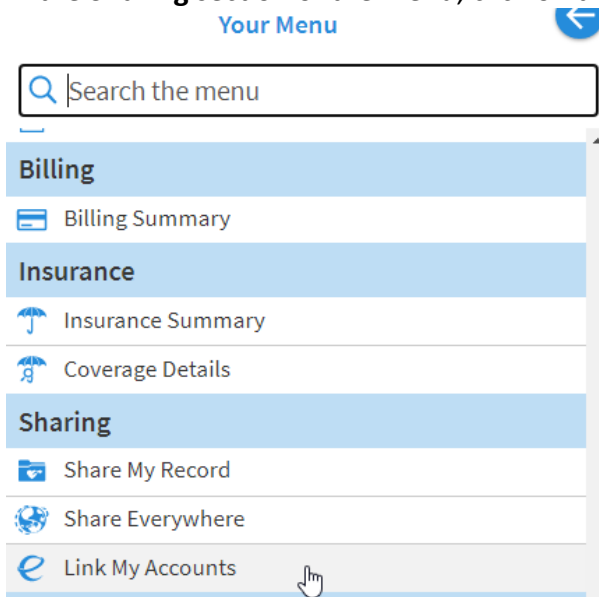 Your Menu
Search the menu
Billing
Billing Summary
Insurance
Insurance Summary
Coverage Details
Sharing
Share My Record
Share Everywhere
Link My Accounts